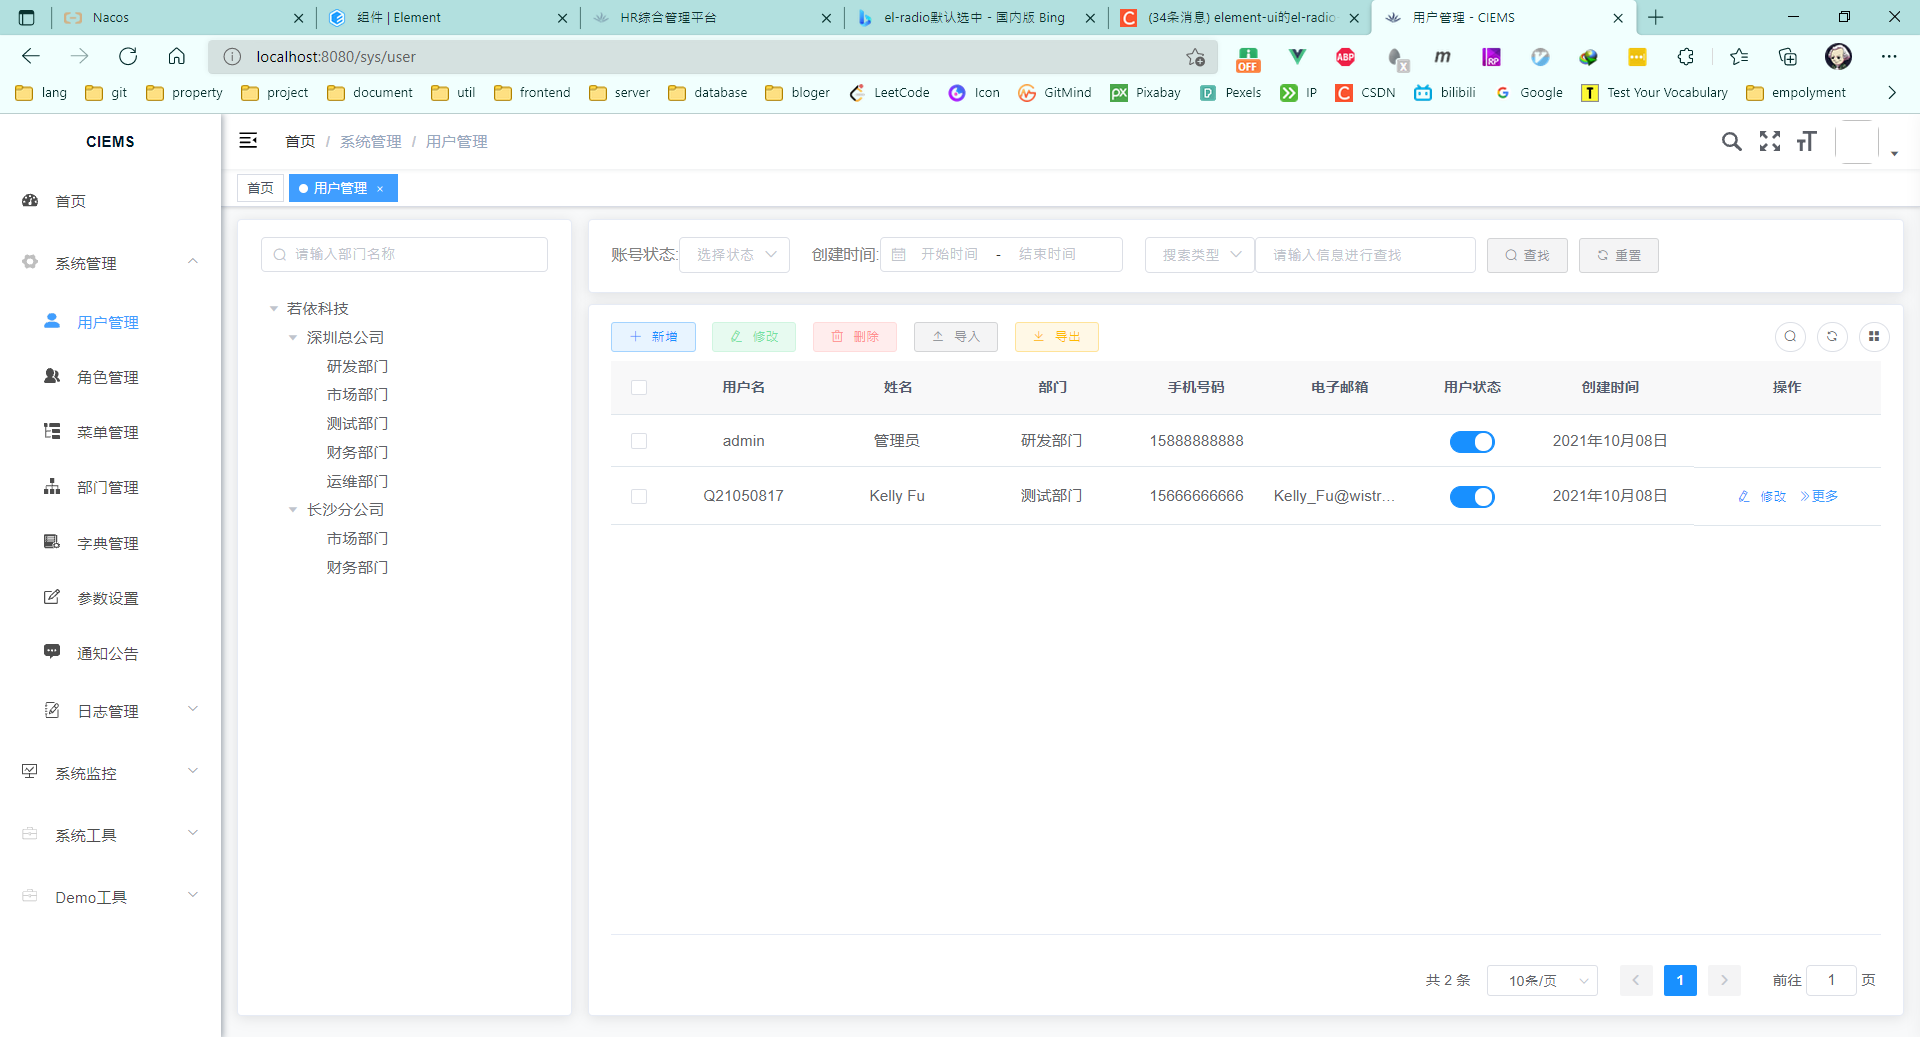 Nacos
组件 | Element
HR综合管理平台
el-radio默认选中 - 国内版 Bing
(34条消息) element-ui的el-radio
用户管理 - CIEMS
localhost:8080/sys/user
OFF
ABP
m
RP
lang
git
property
project
document
util
frontend
server
database
bloger
LeetCode
Icon
GitMind
Pixabay
Pexels
IP
CSDN
bilibili
Google
Test Your Vocabulary
empolyment
CIEMS
首页 / 系统管理 / 用户管理
首页
用户管理
首页
系统管理
用户管理
角色管理
菜单管理
部门管理
字典管理
参数设置
通知公告
日志管理
系统监控
系统工具
Demo工具
请输入部门名称
若依科技
深圳总公司
研发部门
市场部门
测试部门
财务部门
运维部门
长沙分公司
市场部门
财务部门
账号状态: 选择状态 创建时间: 开始时间 - 结束时间 搜索类型 请输入信息进行查找 查找 重置
新增 修改 删除 导入 导出
用户名 姓名 部门 手机号码 电子邮箱 用户状态 创建时间 操作
admin 管理员 研发部门 15888888888 2021年10月08日
Q21050817 Kelly Fu 测试部门 15666666666 Kelly_Fu@wistr... 2021年10月08日 修改 更多
共 2 条 10条/页 1 前往 1 页